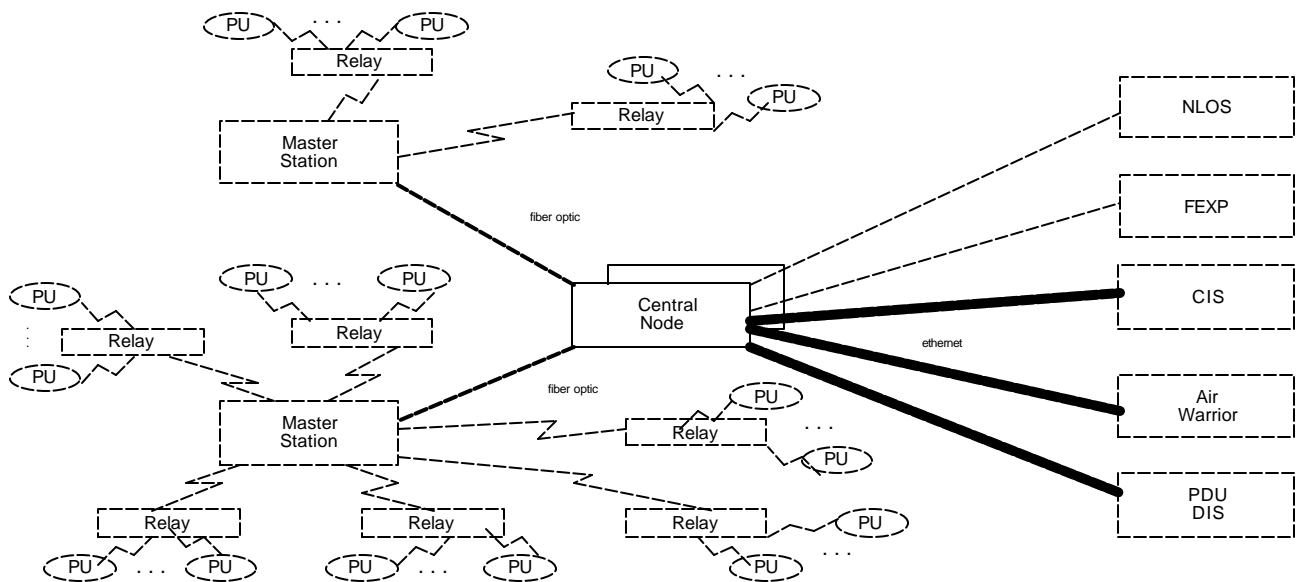 PU
. . .
PU
Relay
PU
. . .
PU
Relay
NLOS
Master
Station
FEXP
fiber optic
PU
. . .
PU
CIS
PU
Central
Node
. . .
Relay
Relay
ethernet
PU
fiber optic
PU
Air
Warrior
Master
Station
Relay
. . .
PU
PDU
DIS
Relay
Relay
Relay
PU
. . .
PU
. . .
PU
PU
. . .
PU
PU